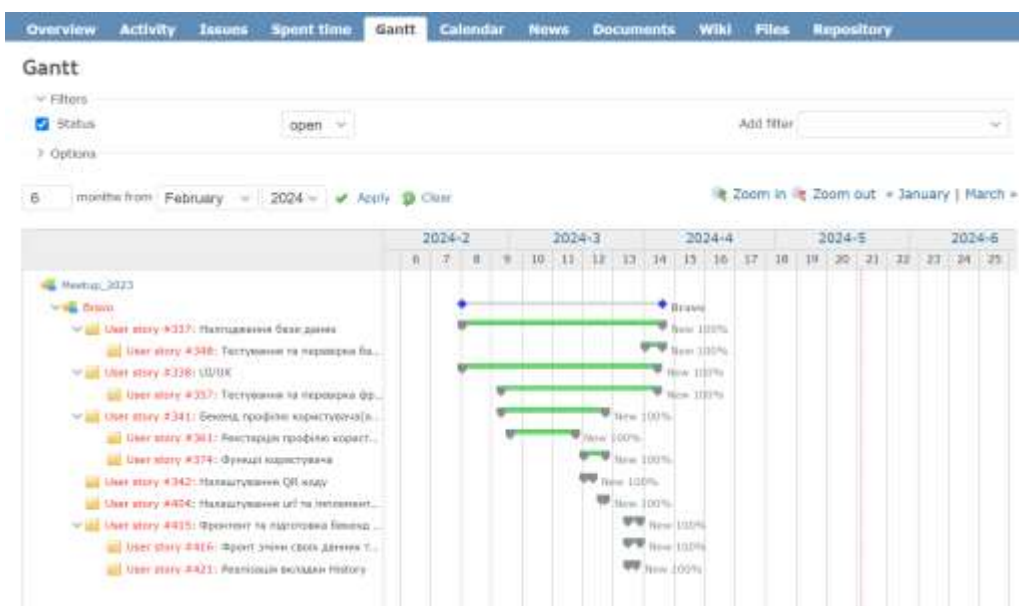 Overview Activity Issues Spent time Gantt Calendar News Documents Wiki Files Repository
Gantt
Filters
Status open Add filter
Options
6 months from February 2024 Apply Clear Zoom in Zoom out « January | March »
2024-2 2024-3 2024-4 2024-5 2024-6
6 7 8 9 10 11 12 13 14 15 16 17 18 19 20 21 22 23 24 25
Meetup_2023
Bravo Bravo
User story #337: Налагодження бази даних New 100%
User story #348: Тестування та перевірка ба... New 100%
User story #338: UI/UX New 100%
User story #357: Тестування та перевірка фр... New 100%
User story #341: Бекенд профілю користувача(в... New 100%
User story #361: профілю корист... New 100%
User story #374: Функції користувача New 100%
User story #342: Налаштування QR коду New 100%
User story #404: Налаштування url та імплемент... New 100%
User story #415: Фронтент та підготовка бекенд ... New 100%
User story #416: Фронт зміни своїх данних т... New 100%
User story #421: Реалізація вкладки History New 100%